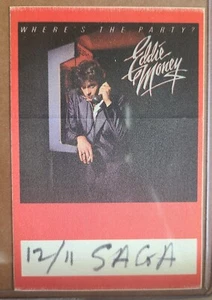 WHERE'S THE PARTY?
Eddie
Money
12/11 SAGA